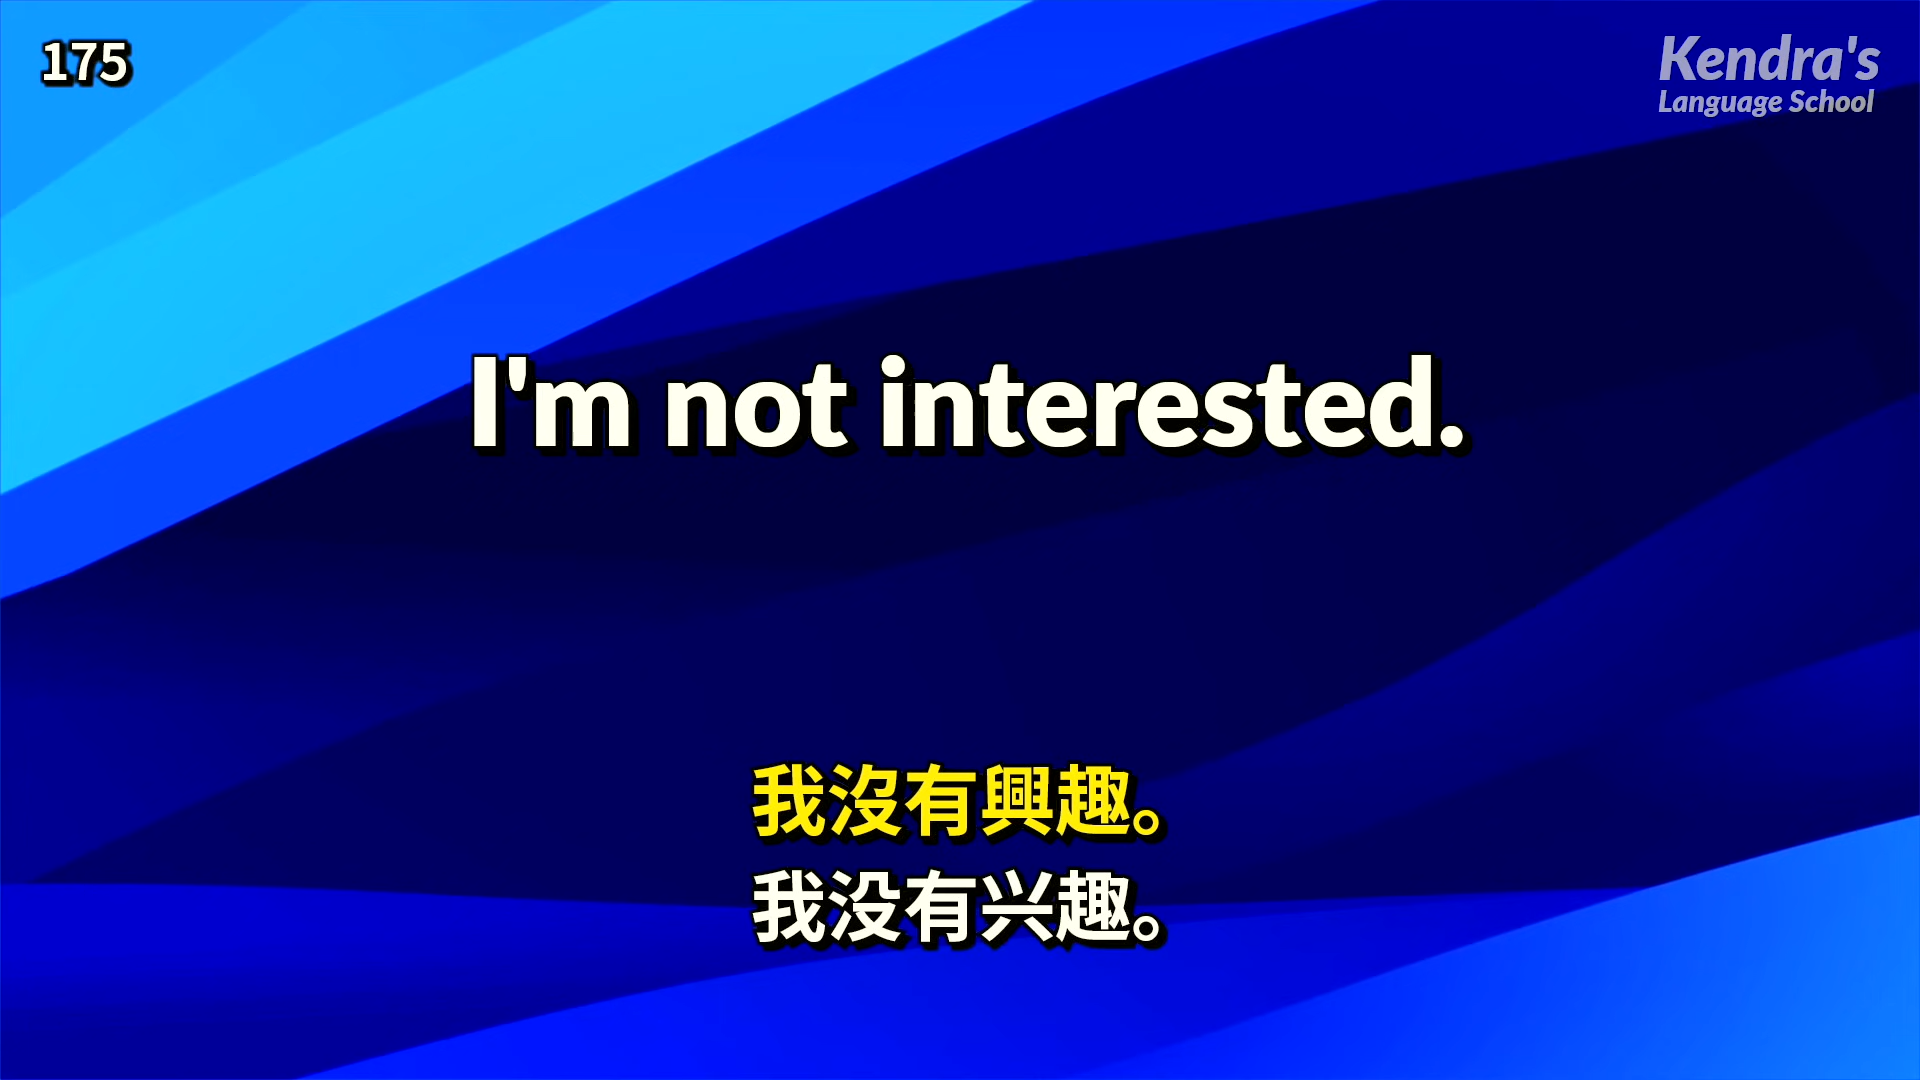 175
Kendra's
Language School
I'm not interested.
我沒有興趣。
我没有兴趣。